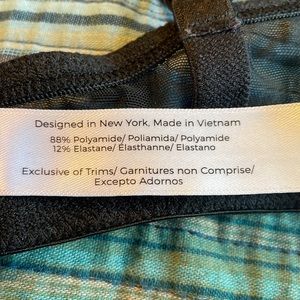 Designed in New York, Made in Vietnam
88% Polyamide/ Poliamida/ Polyamide
12% Elastane/ Élasthanne/ Elastano
Exclusive of Trims/ Garnitures non Comprise/
Excepto Adornos